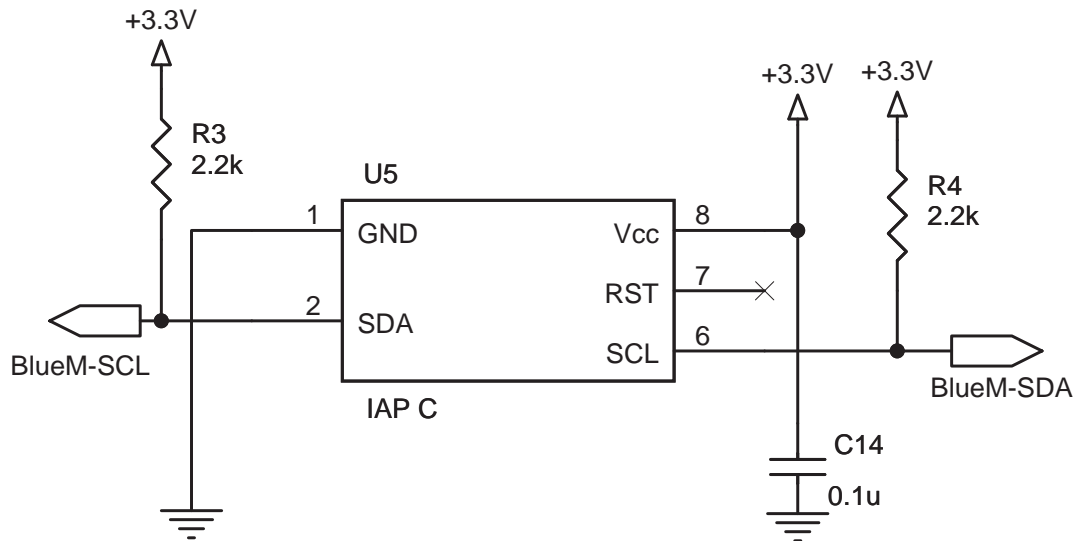 +3.3V
+3.3V
+3.3V
R3
2.2k
U5
R4
2.2k
1
8
GND
Vcc
7
RST
2
SDA
6
SCL
BlueM-SCL
BlueM-SDA
IAP C
C14
0.1u